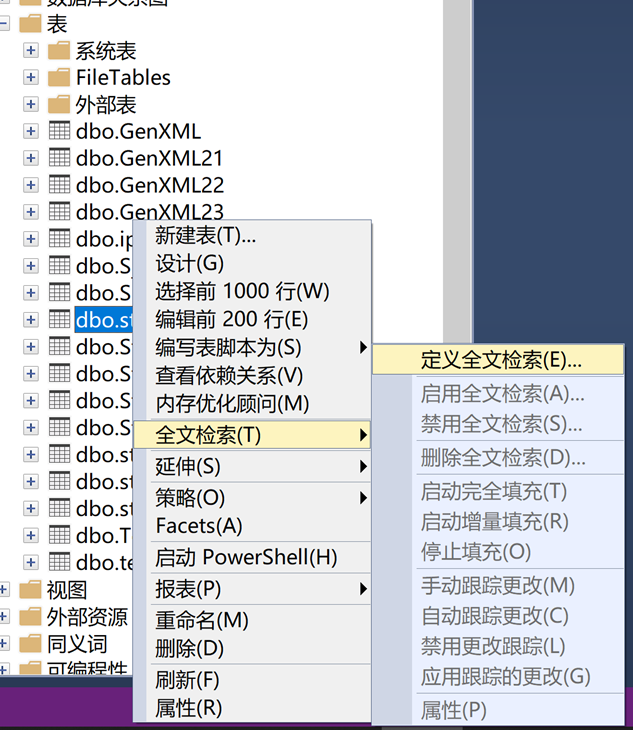 数据库关系图
表
系统表
FileTables
外部表
dbo.GenXML
dbo.GenXML21
dbo.GenXML22
dbo.GenXML23
dbo.ip
dbo.S
dbo.S
dbo.st
dbo.S
dbo.S
dbo.S
dbo.S
dbo.st
dbo.st
dbo.st
dbo.T
dbo.te
视图
外部资源
同义词
可编程性
新建表(T)...
设计(G)
选择前 1000 行(W)
编辑前 200 行(E)
编写表脚本为(S)
查看依赖关系(V)
内存优化顾问(M)
全文检索(T)
延伸(S)
策略(O)
Facets(A)
启动 PowerShell(H)
报表(P)
重命名(M)
删除(D)
刷新(F)
属性(R)
定义全文检索(E)...
启用全文检索(A)...
禁用全文检索(S)...
删除全文检索(D)...
启动完全填充(T)
启动增量填充(R)
停止填充(O)
手动跟踪更改(M)
自动跟踪更改(C)
禁用更改跟踪(L)
应用跟踪的更改(G)
属性(P)